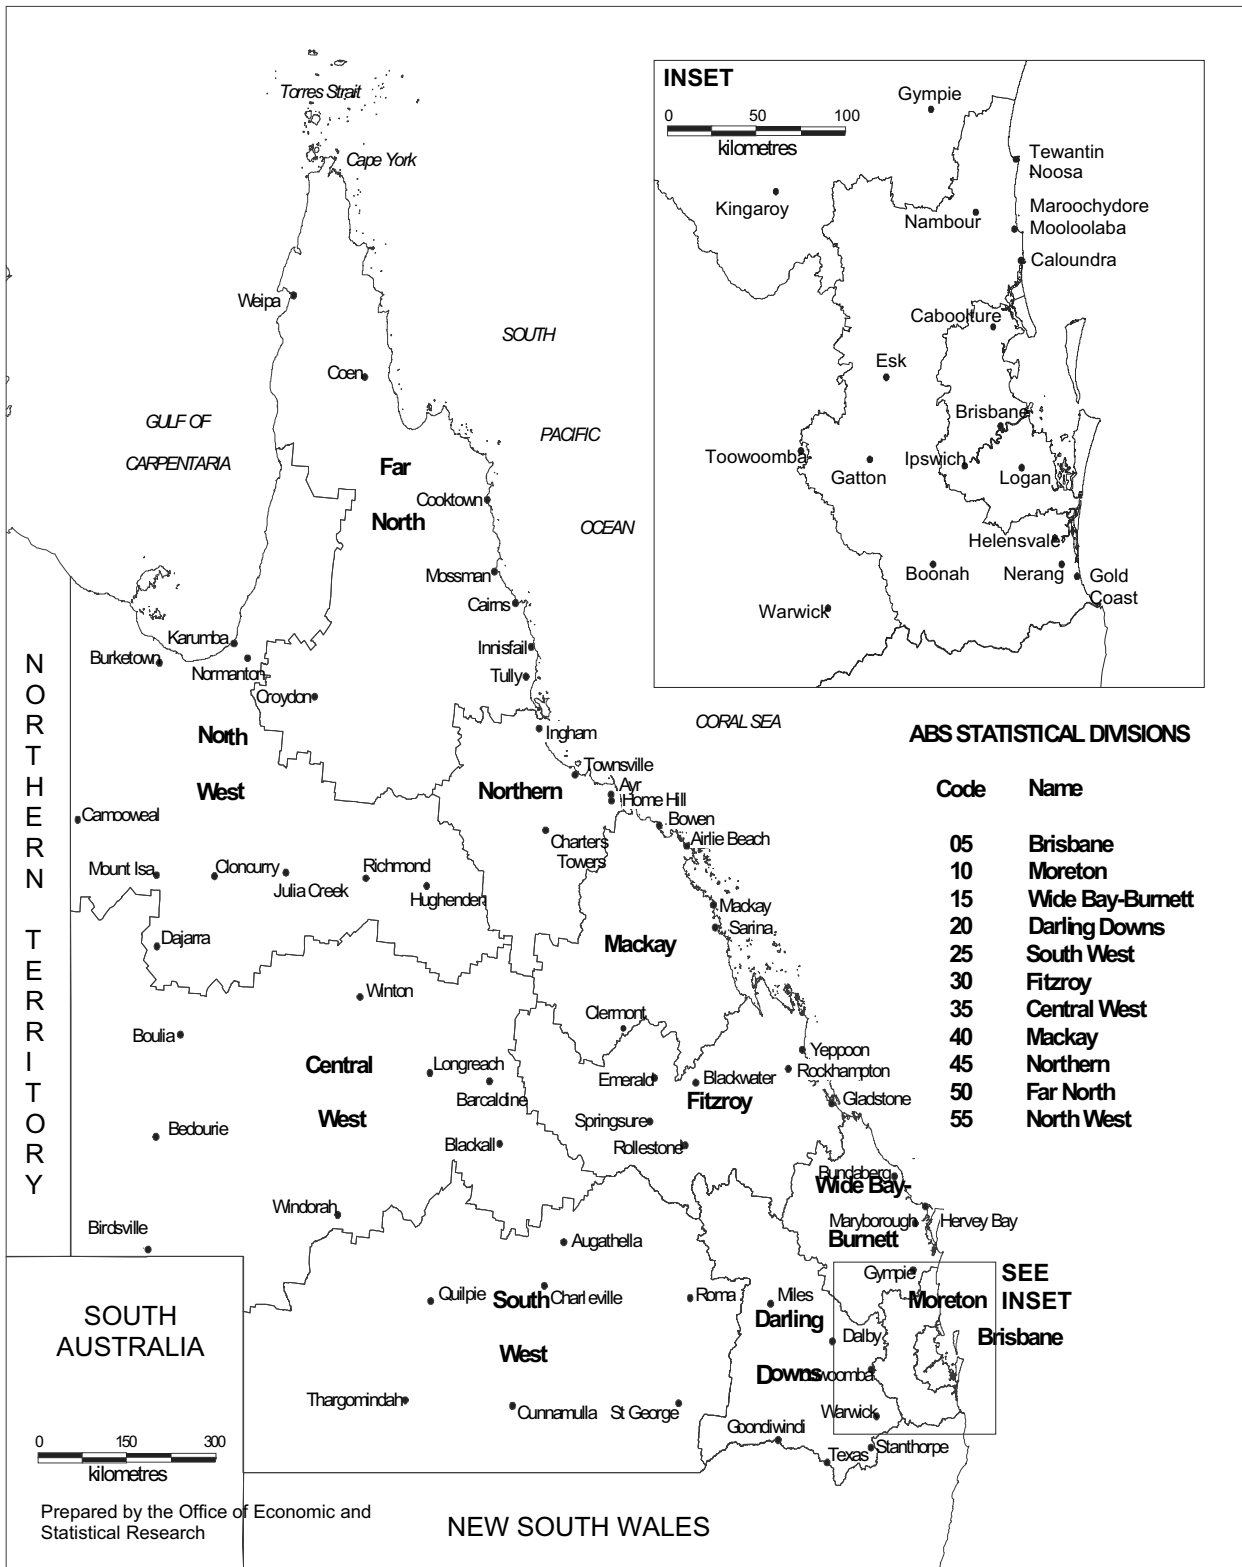 Torres Strait
Cape York
Weipa
Coen
SOUTH
PACIFIC
OCEAN
GULF OF
CARPENTARIA
Far
North
Cooktown
Mossman
Cairns
Innisfail
Tully
Karumba
Burketown
Normanton
Croydon
North
West
Ingham
CORAL SEA
Townsville
Ayr
Home Hill
Northern
Bowen
Airlie Beach
Charters
Towers
Camooweal
Mount Isa
Cloncurry
Julia Creek
Richmond
Hughenden
Dajarra
Mackay
Sarina
Mackay
Winton
Clermont
Boulia
Central
West
Longreach
Barcaldine
Emerald
Blackwater
Yeppoon
Rockhampton
Fitzroy
Gladstone
Springsure
Rollestone
Bedourie
Blackall
Bundaberg
Wide Bay-
Burnett
Maryborough
Hervey Bay
Windorah
Birdsville
Augathella
Gympie
SEE
INSET
Quilpie
South
West
Charleville
Roma
Miles
Moreton
Brisbane
Darling
Downs
Dalby
Toowoomba
Thargomindah
Cunnamulla
St George
Warwick
Goondiwindi
Stanthorpe
Texas
NORTHERN TERRITORY
SOUTH
AUSTRALIA
NEW SOUTH WALES
0 150 300
kilometres
Prepared by the Office of Economic and
Statistical Research
INSET
0 50 100
kilometres
Gympie
Tewantin
Noosa
Kingaroy
Nambour
Maroochydore
Mooloolaba
Caloundra
Caboolture
Esk
Brisbane
Toowoomba
Gatton
Ipswich
Logan
Helensvale
Boonah
Nerang
Gold
Coast
Warwick
ABS STATISTICAL DIVISIONS
Code Name
05 Brisbane
10 Moreton
15 Wide Bay-Burnett
20 Darling Downs
25 South West
30 Fitzroy
35 Central West
40 Mackay
45 Northern
50 Far North
55 North West